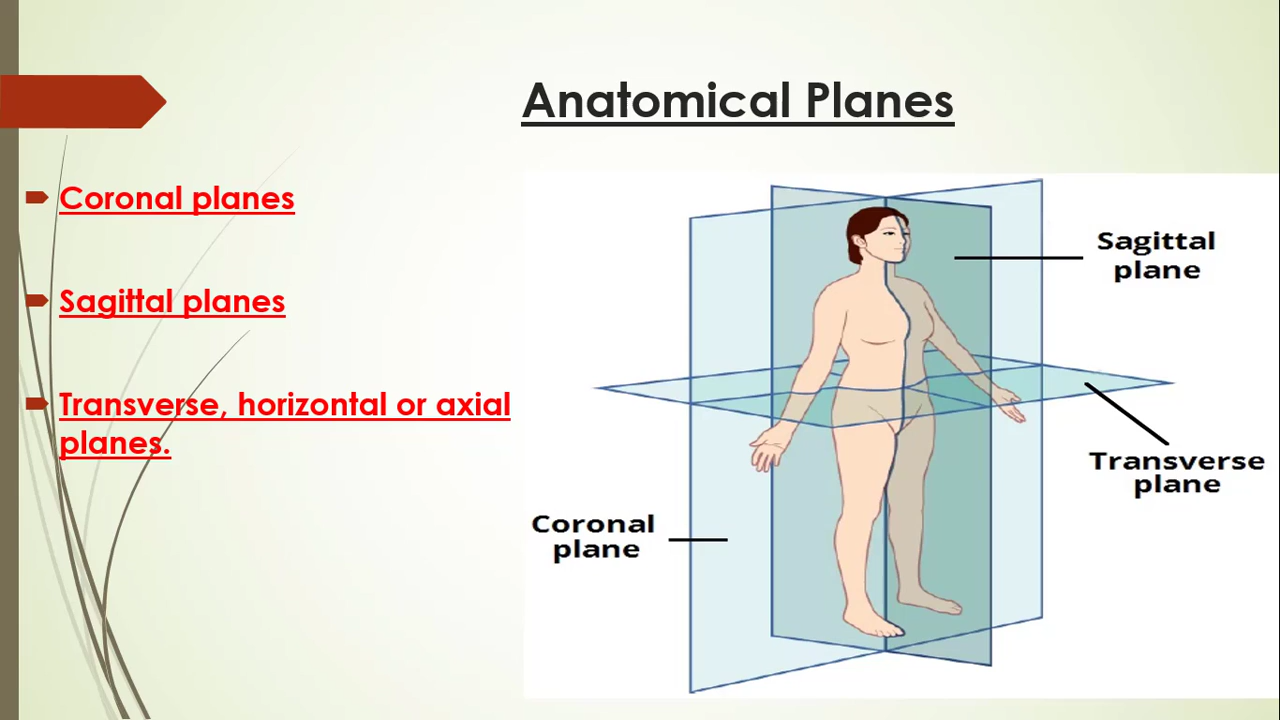 Anatomical Planes
Coronal planes
Sagittal planes
Transverse, horizontal or axial
planes.
Sagittal
plane
Transverse
plane
Coronal
plane